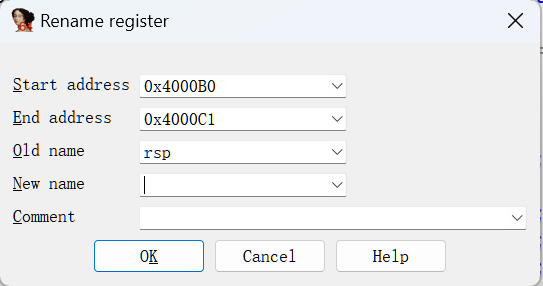 Rename register
Start address 0x4000B0
End address 0x4000C1
Old name rsp
New name
Comment
OK Cancel Help